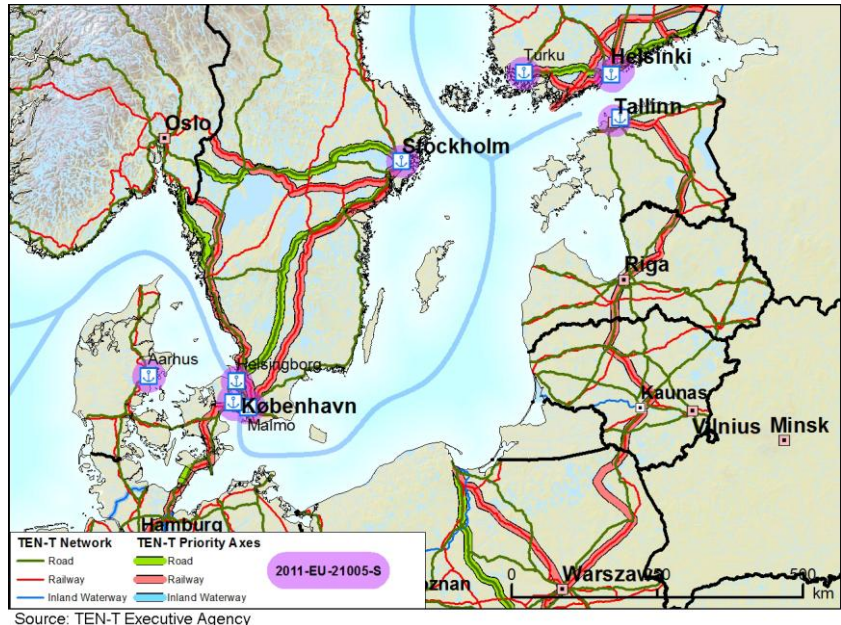 Turku
Helsinki
Tallinn
Oslo
Stockholm
Riga
Aarhus
Helsingborg
København
Malmö
Kaunas
Vilnius
Minsk
Hamburg
Warszawa
znan
0
500
km
TEN-T Network
Road
Railway
Inland Waterway
TEN-T Priority Axes
Road
Railway
Inland Waterway
2011-EU-21005-S
Source: TEN-T Executive Agency